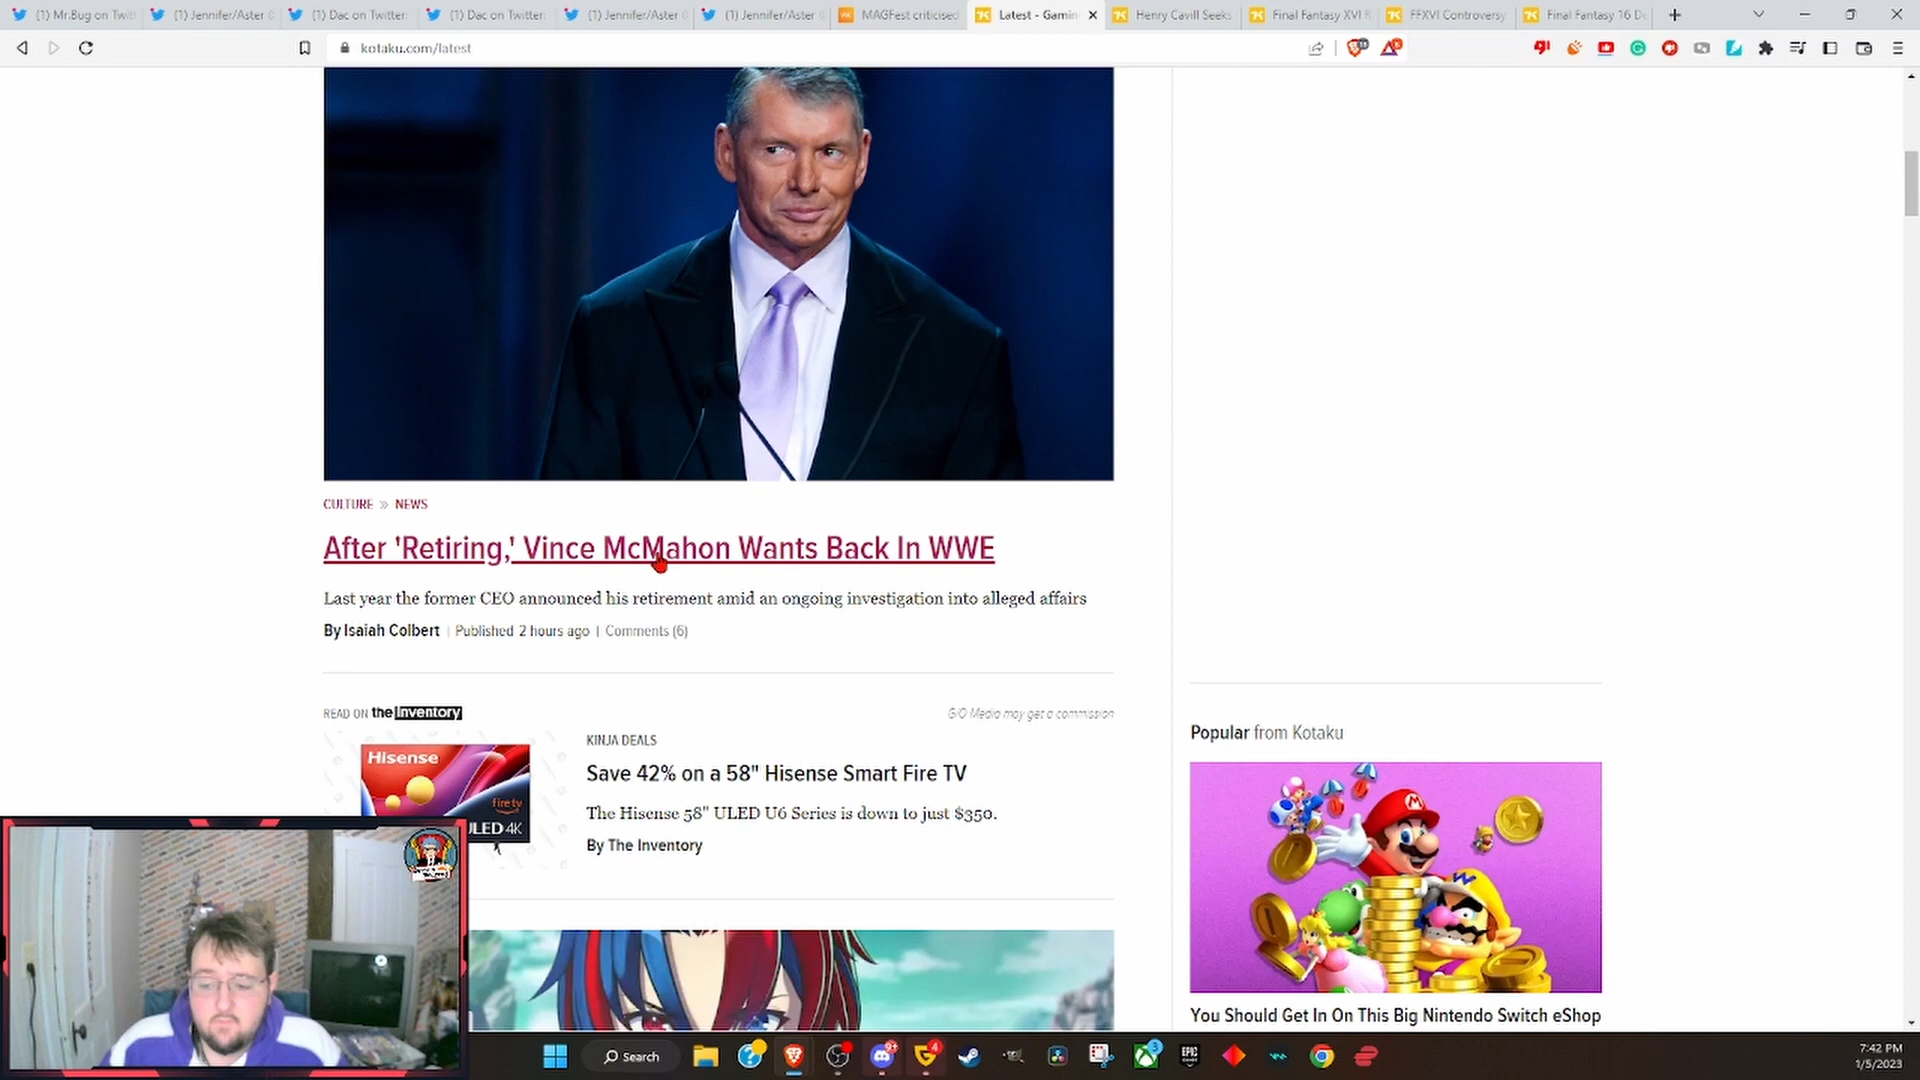 (1) Mr.Bug on Twit
(1) Jennifer/Aster
(1) Dac on Twitter:
(1) Dac on Twitter:
(1) Jennifer/Aster
(1) Jennifer/Aster
MAGFest criticised
Latest - Gamin
Henry Cavill Seeks
Final Fantasy XVI R
FFXVI Controversy
Final Fantasy 16 De
kotaku.com/latest
CULTURE » NEWS
After 'Retiring,' Vince McMahon Wants Back In WWE
Last year the former CEO announced his retirement amid an ongoing investigation into alleged affairs
By Isaiah Colbert | Published 2 hours ago | Comments (6)
READ ON the inventory
G/O Media may get a commission
Hisense
fire tv
ULED 4K
KINJA DEALS
Save 42% on a 58" Hisense Smart Fire TV
The Hisense 58" ULED U6 Series is down to just $350.
By The Inventory
Popular from Kotaku
You Should Get In On This Big Nintendo Switch eShop
Search
EPIC
7:42 PM
1/5/2023